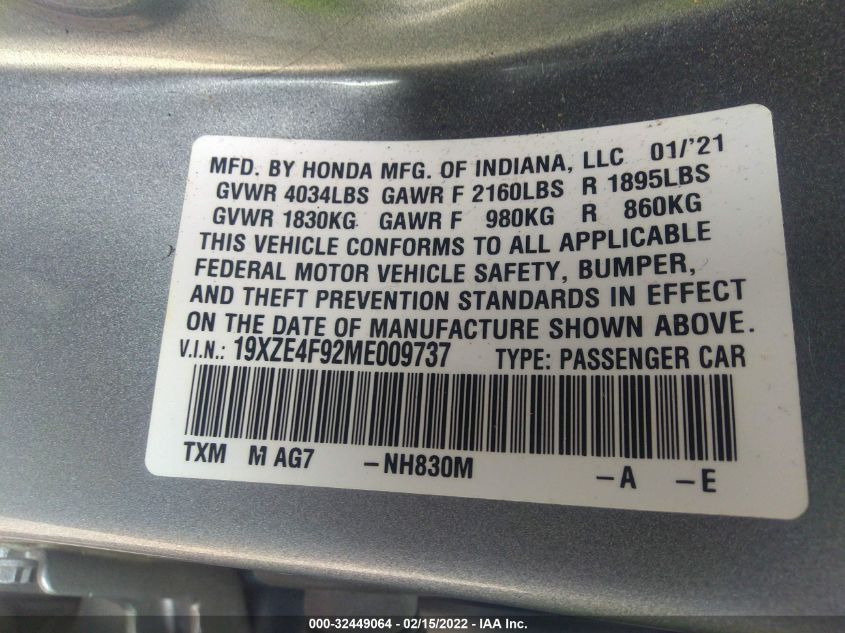 MFD. BY HONDA MFG. OF INDIANA, LLC 01/'21
GVWR 4034LBS GAWR F 2160LBS R 1895LBS
GVWR 1830KG GAWR F 980KG R 860KG
THIS VEHICLE CONFORMS TO ALL APPLICABLE
FEDERAL MOTOR VEHICLE SAFETY, BUMPER,
AND THEFT PREVENTION STANDARDS IN EFFECT
ON THE DATE OF MANUFACTURE SHOWN ABOVE.
V.I.N.: 19XZE4F92ME009737 TYPE: PASSENGER CAR
TXM M AG7 -NH830M -A -E
000-32449064 - 02/15/2022 - IAA Inc.